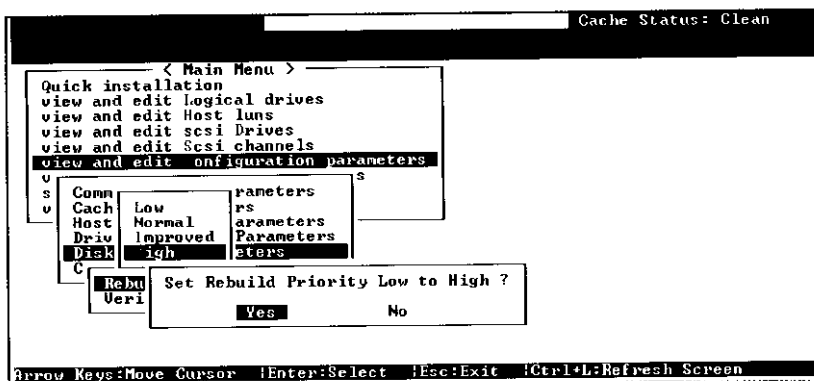 Cache Status: Clean
< Main Menu >
Quick installation
view and edit Logical drives
view and edit Host luns
view and edit scsi Drives
view and edit Scsi channels
view and edit onfiguration parameters
v s
s Comm rameters
v Cach Low rs
Host Normal arameters
Driv Improved Parameters
Disk igh eters
C
Rebu Set Rebuild Priority Low to High ?
Veri
Yes No
Arrow Keys:Move Cursor |Enter:Select |Esc:Exit |Ctrl+L:Refresh Screen